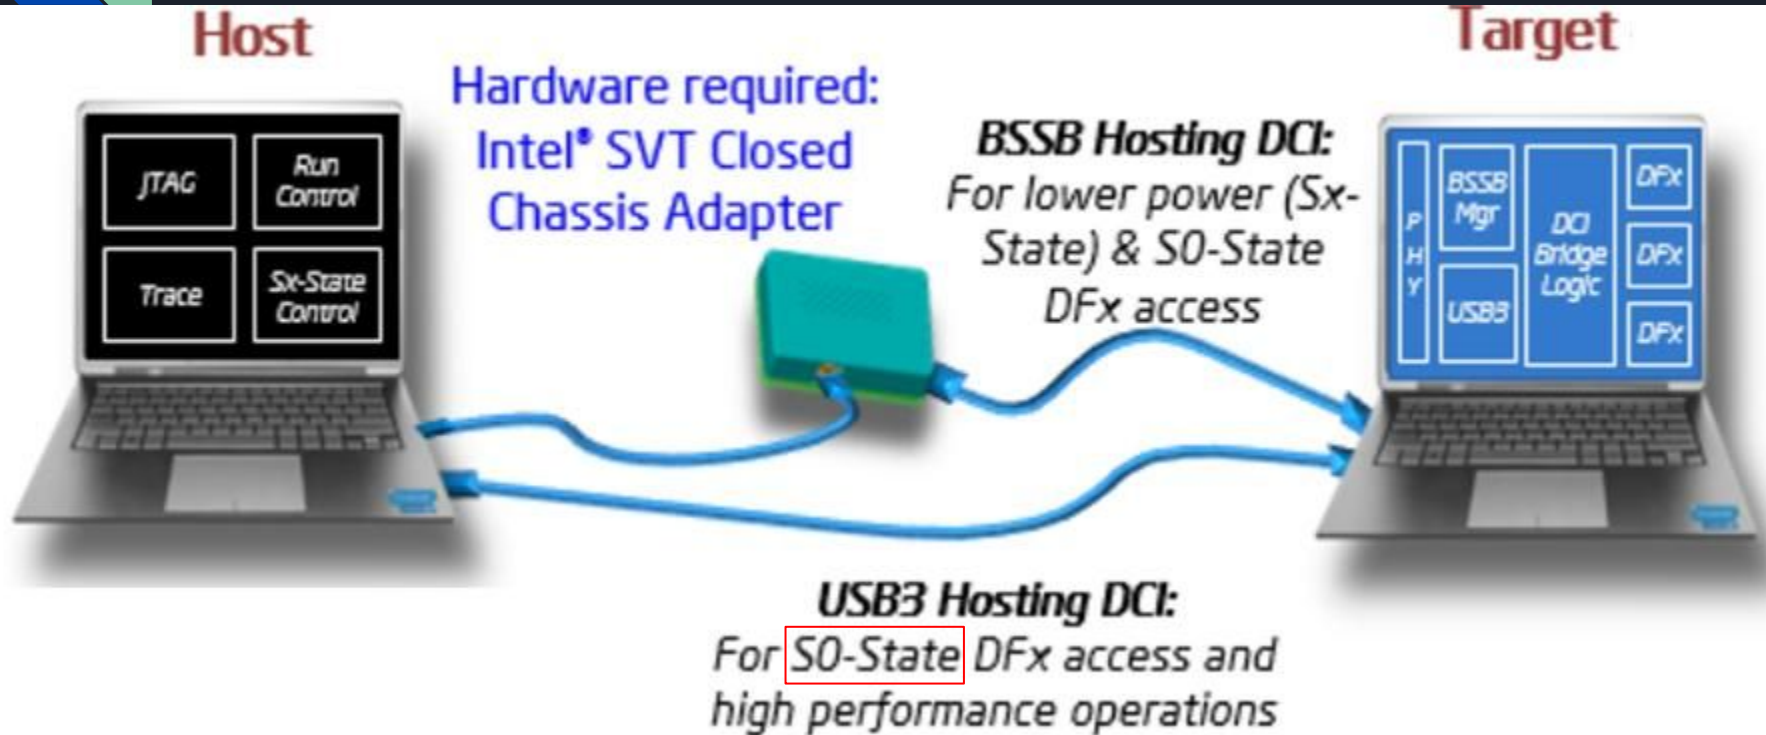 Host
Target
Hardware required:
Intel® SVT Closed
Chassis Adapter
BSSB Hosting DCI:
For lower power (Sx-
State) & S0-State
DFx access
JTAG
Run
Control
Trace
Sx-State
Control
P
H
Y
BSSB
Mgr
USB3
DCI
Bridge
Logic
DFx
DFx
DFx
USB3 Hosting DCI:
For S0-State DFx access and
high performance operations